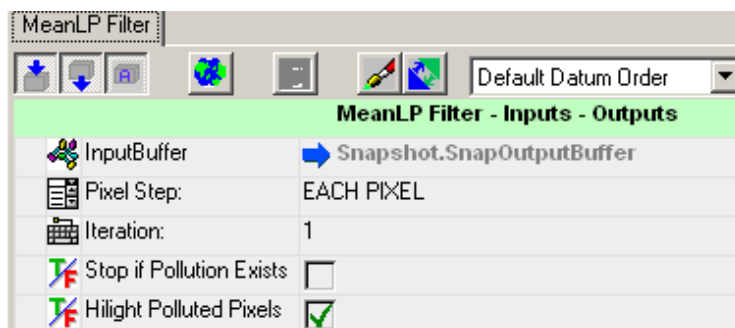 MeanLP Filter
A Default Datum Order
MeanLP Filter - Inputs - Outputs
InputBuffer Snapshot.SnapOutputBuffer
Pixel Step: EACH PIXEL
Iteration: 1
T/F Stop if Pollution Exists
T/F Hilight Polluted Pixels